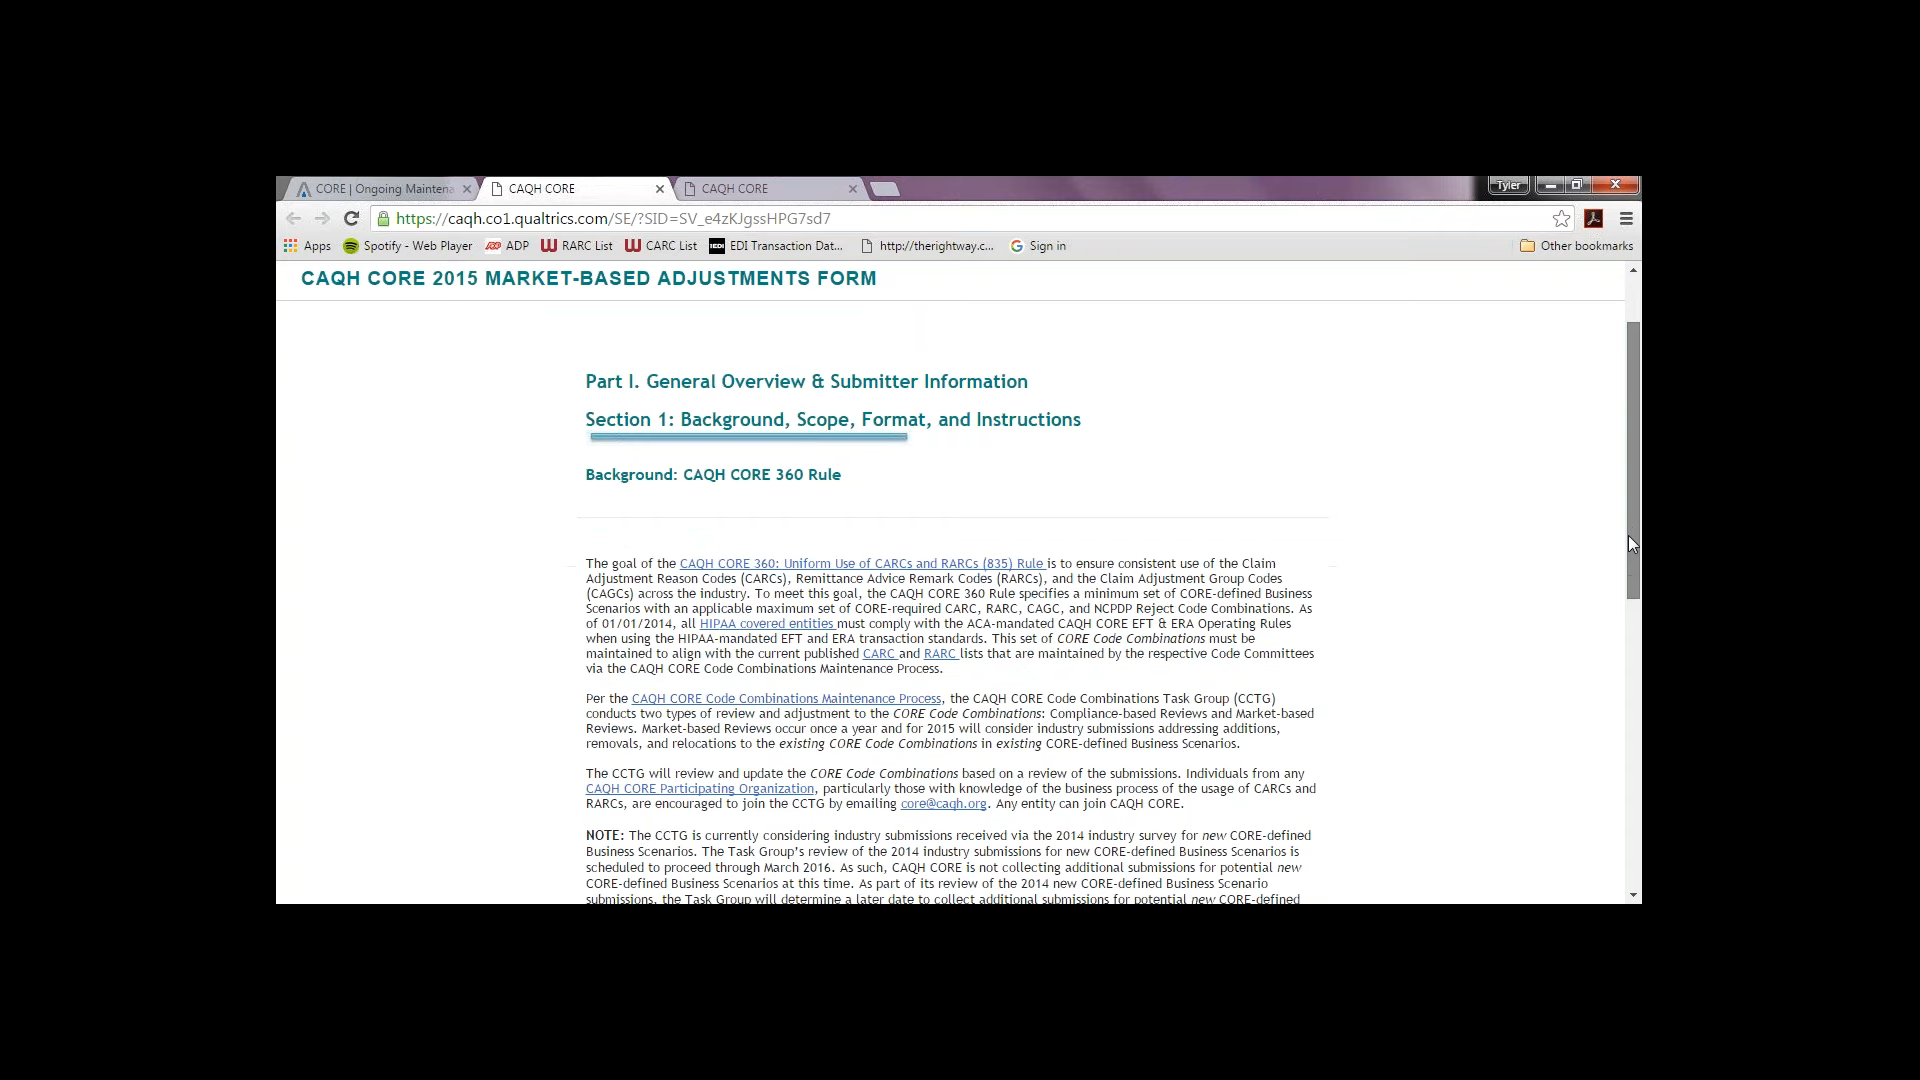 CORE | Ongoing Maintena
CAQH CORE
CAQH CORE
Tyler
https://caqh.co1.qualtrics.com/SE/?SID=SV_e4zKJgssHPG7sd7
Apps Spotify - Web Player ADP RARC List CARC List EDI Transaction Dat... http://therightway.c... Sign in Other bookmarks
CAQH CORE 2015 MARKET-BASED ADJUSTMENTS FORM
Part I. General Overview & Submitter Information
Section 1: Background, Scope, Format, and Instructions
Background: CAQH CORE 360 Rule
The goal of the CAQH CORE 360: Uniform Use of CARCs and RARCs (835) Rule is to ensure consistent use of the Claim
Adjustment Reason Codes (CARCs), Remittance Advice Remark Codes (RARCs), and the Claim Adjustment Group Codes
(CAGCs) across the industry. To meet this goal, the CAQH CORE 360 Rule specifies a minimum set of CORE-defined Business
Scenarios with an applicable maximum set of CORE-required CARC, RARC, CAGC, and NCPDP Reject Code Combinations. As
of 01/01/2014, all HIPAA covered entities must comply with the ACA-mandated CAQH CORE EFT & ERA Operating Rules
when using the HIPAA-mandated EFT and ERA transaction standards. This set of CORE Code Combinations must be
maintained to align with the current published CARC and RARC lists that are maintained by the respective Code Committees
via the CAQH CORE Code Combinations Maintenance Process.
Per the CAQH CORE Code Combinations Maintenance Process, the CAQH CORE Code Combinations Task Group (CCTG)
conducts two types of review and adjustment to the CORE Code Combinations: Compliance-based Reviews and Market-based
Reviews. Market-based Reviews occur once a year and for 2015 will consider industry submissions addressing additions,
removals, and relocations to the existing CORE Code Combinations in existing CORE-defined Business Scenarios.
The CCTG will review and update the CORE Code Combinations based on a review of the submissions. Individuals from any
CAQH CORE Participating Organization, particularly those with knowledge of the business process of the usage of CARCs and
RARCs, are encouraged to join the CCTG by emailing core@caqh.org. Any entity can join CAQH CORE.
NOTE: The CCTG is currently considering industry submissions received via the 2014 industry survey for new CORE-defined
Business Scenarios. The Task Group's review of the 2014 industry submissions for new CORE-defined Business Scenarios is
scheduled to proceed through March 2016. As such, CAQH CORE is not collecting additional submissions for potential new
CORE-defined Business Scenarios at this time. As part of its review of the 2014 new CORE-defined Business Scenario
submissions, the Task Group will determine a later date to collect additional submissions for potential new CORE-defined